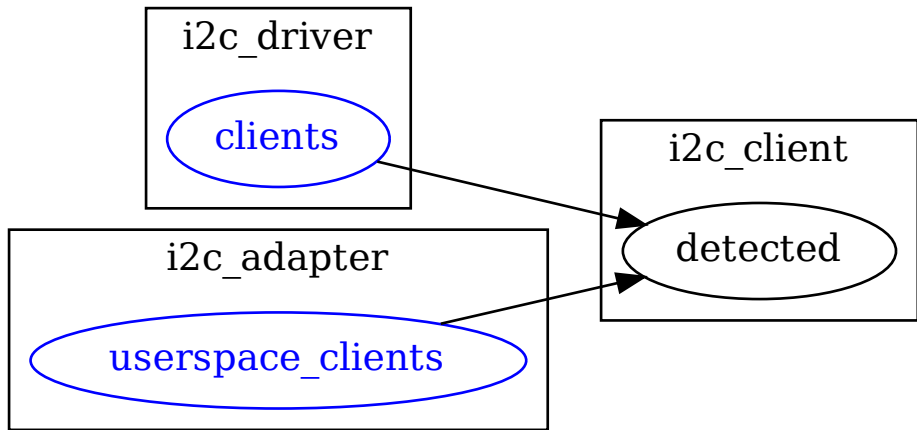 i2c_driver
clients
i2c_client
detected
i2c_adapter
userspace_clients